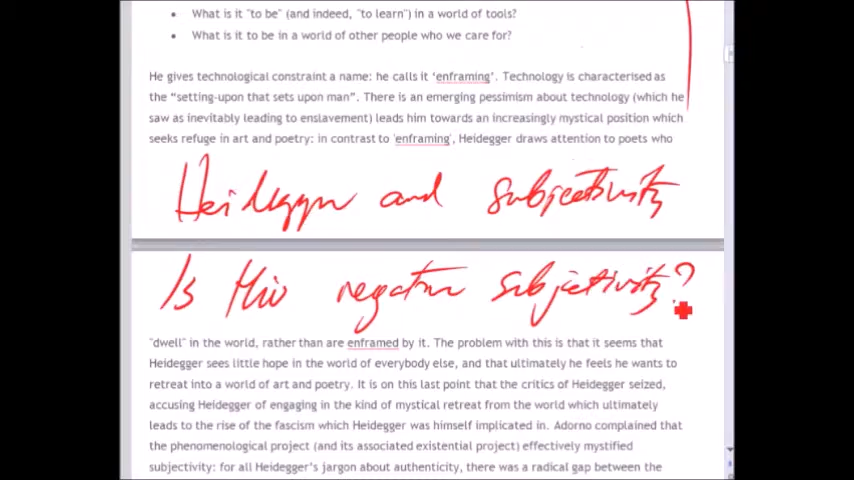 • What is it "to be" (and indeed, "to learn") in a world of tools?
• What is it to be in a world of other people who we care for?
He gives technological constraint a name: he calls it ‘enframing’. Technology is characterised as
the “setting-upon that sets upon man”. There is an emerging pessimism about technology (which he
saw as inevitably leading to enslavement) leads him towards an increasingly mystical position which
seeks refuge in art and poetry: in contrast to 'enframing', Heidegger draws attention to poets who
Heidegger and subjectivity
Is this negative subjectivity?
"dwell" in the world, rather than are enframed by it. The problem with this is that it seems that
Heidegger sees little hope in the world of everybody else, and that ultimately he feels he wants to
retreat into a world of art and poetry. It is on this last point that the critics of Heidegger seized,
accusing Heidegger of engaging in the kind of mystical retreat from the world which ultimately
leads to the rise of the fascism which Heidegger was himself implicated in. Adorno complained that
the phenomenological project (and its associated existential project) effectively mystified
subjectivity: for all Heidegger’s jargon about authenticity, there was a radical gap between the